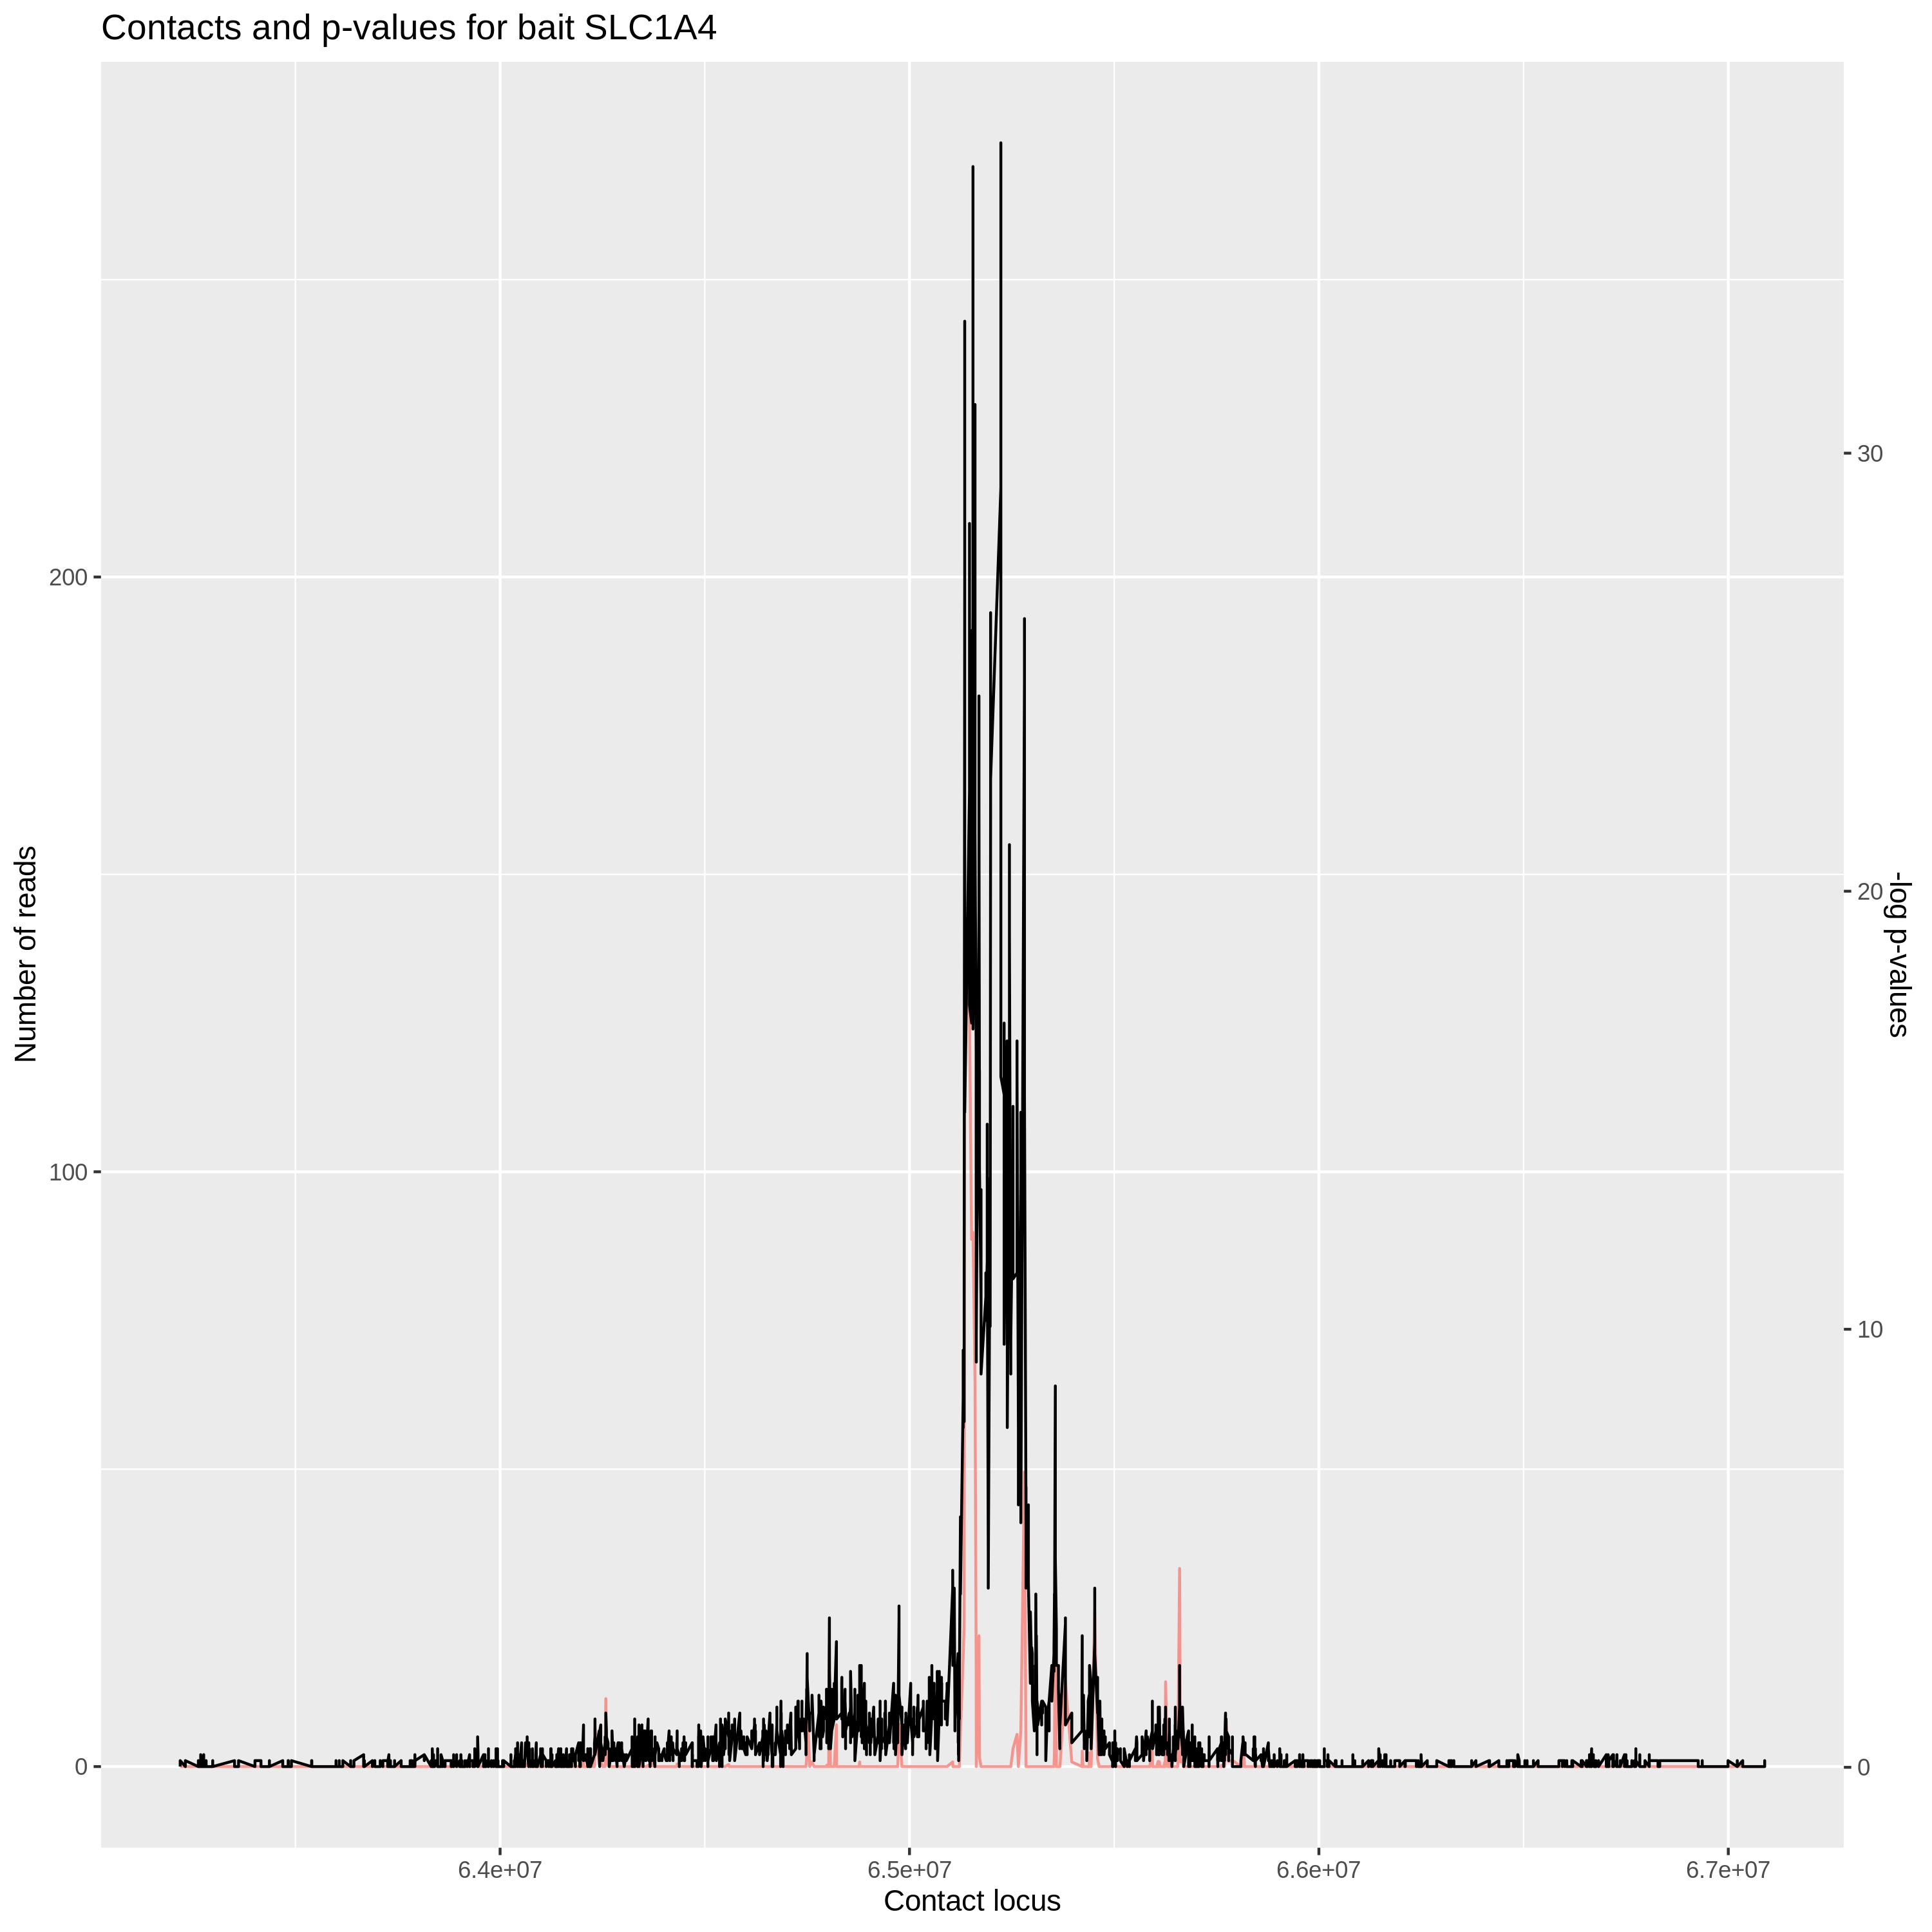 Contacts and p-values for bait SLC1A4
Number of reads
200
100
0
30
20
10
0
-log p-values
6.4e+07 6.5e+07 6.6e+07 6.7e+07
Contact locus